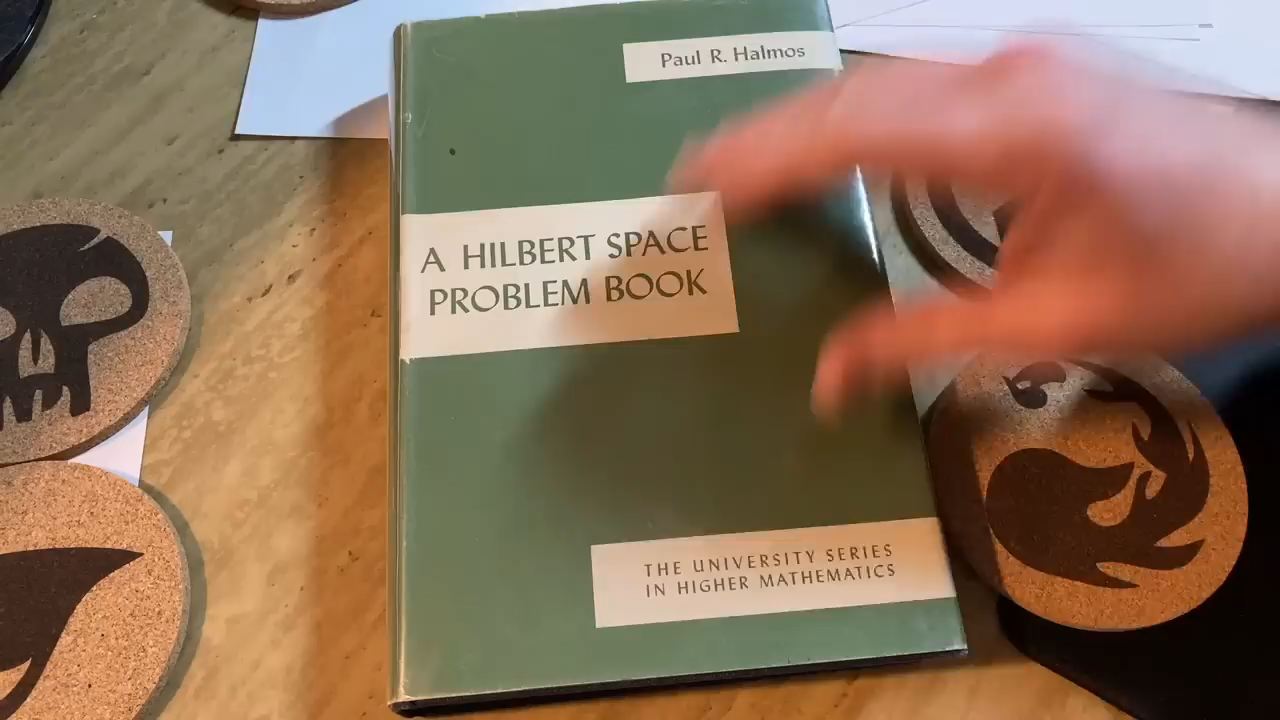 Paul R. Halmos
A HILBERT SPACE
PROBLEM BOOK
THE UNIVERSITY SERIES
IN HIGHER MATHEMATICS